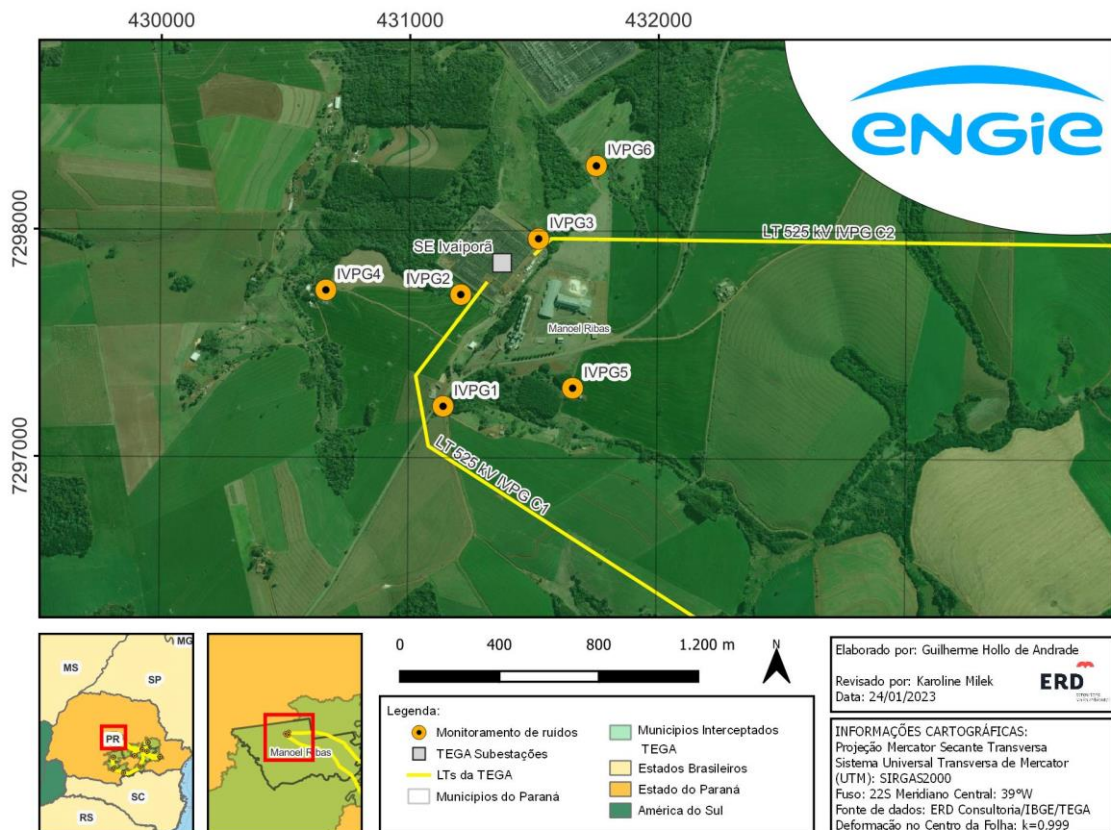 430000
431000
432000
7298000
7297000
ENGIE
IVPG6
IVPG3
LT 525 kV IVPG C2
SE Ivaiporã
IVPG4
IVPG2
Manoel Ribas
IVPG5
IVPG1
LT 525 kV IVPG C1
MG
MS
SP
PR
SC
RS
Manoel Ribas
0 400 800 1.200 m
N
Legenda:
Monitoramento de ruídos
TEGA Subestações
LTs da TEGA
Municípios do Paraná
Municipios Interceptados
TEGA
Estados Brasileiros
Estado do Paraná
América do Sul
Elaborado por: Guilherme Hollo de Andrade
Revisado por: Karoline Milek
Data: 24/01/2023
ERD
INFORMAÇÕES CARTOGRÁFICAS:
Projeção Mercator Secante Transversa
Sistema Universal Transversa de Mercator
(UTM): SIRGAS2000
Fuso: 22S Meridiano Central: 39°W
Fonte de dados: ERD Consultoria/IBGE/TEGA
Deformação no Centro da Folha: k=0.999